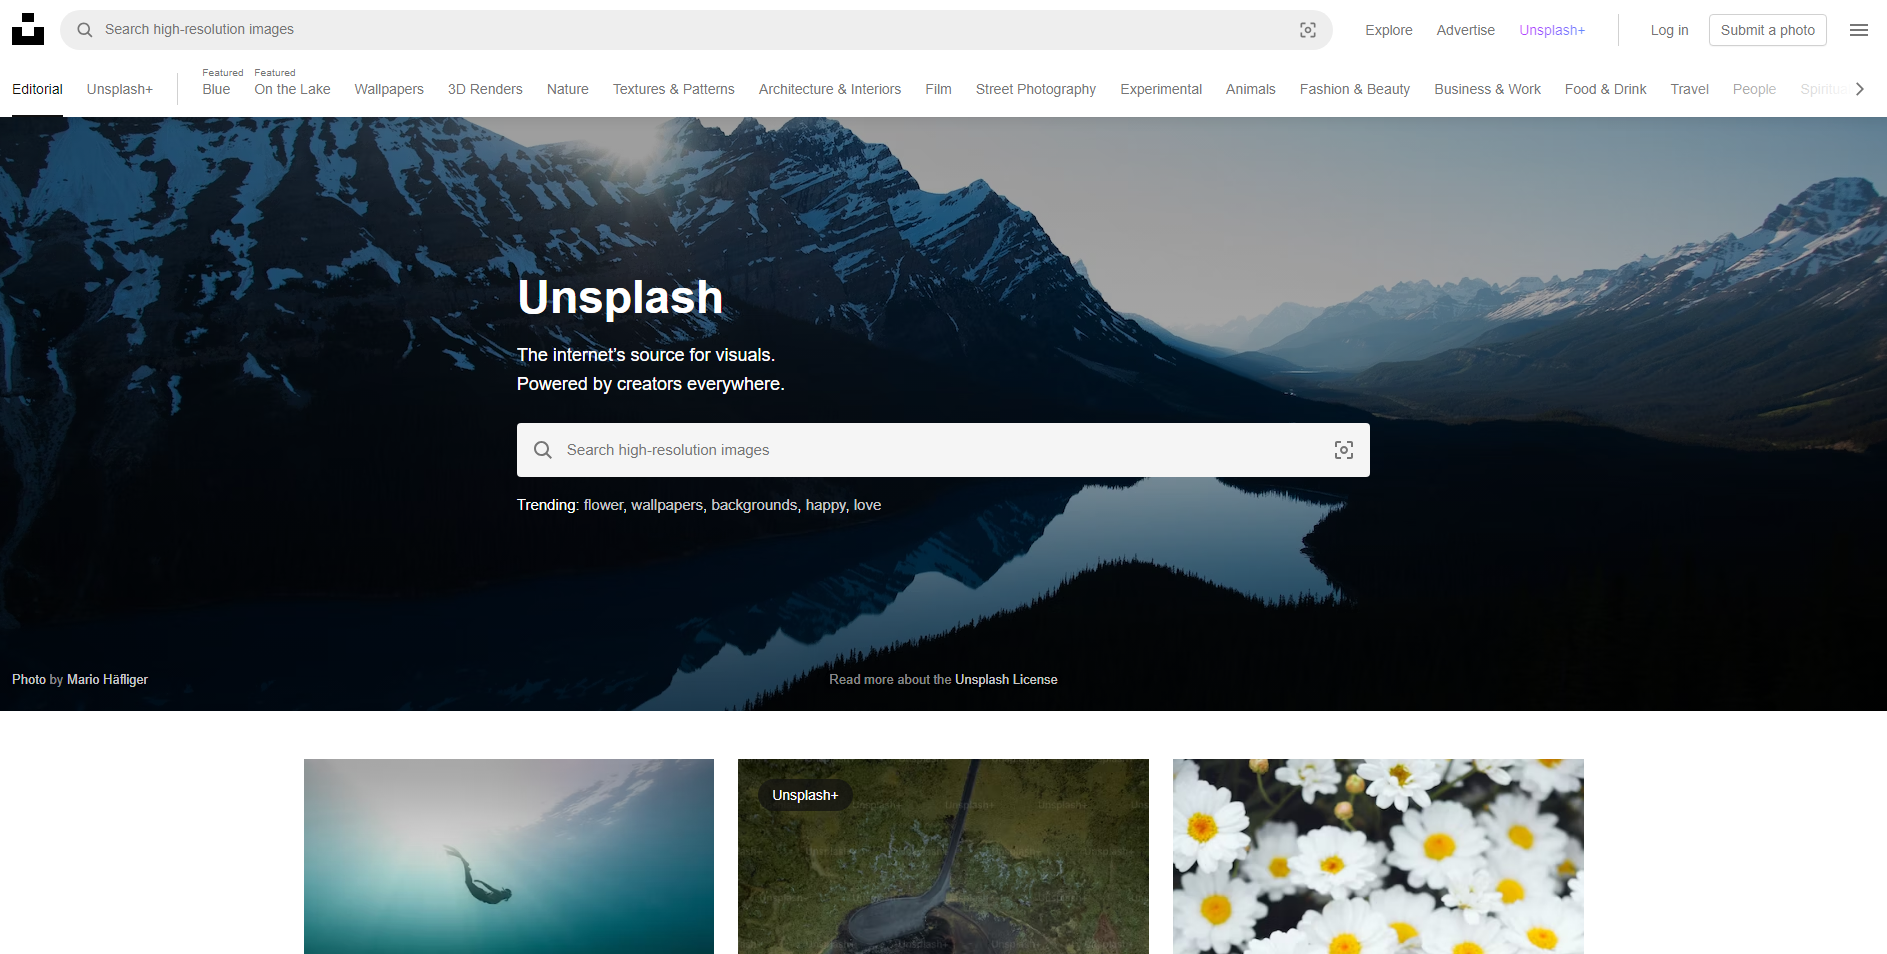 Search high-resolution images
Explore
Advertise
Unsplash+
Log in
Submit a photo
Editorial
Unsplash+
Featured
Blue
Featured
On the Lake
Wallpapers
3D Renders
Nature
Textures & Patterns
Architecture & Interiors
Film
Street Photography
Experimental
Animals
Fashion & Beauty
Business & Work
Food & Drink
Travel
People
Unsplash
The internet’s source for visuals.
Powered by creators everywhere.
Search high-resolution images
Trending: flower, wallpapers, backgrounds, happy, love
Photo by Mario Häfliger
Read more about the Unsplash License
Unsplash+